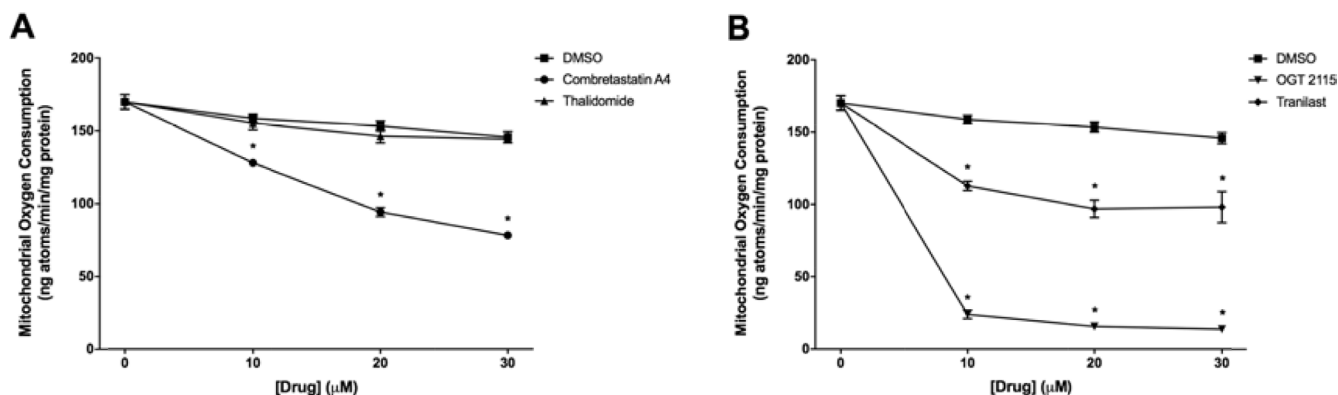 A
Mitochondrial Oxygen Consumption
(ng atoms/min/mg protein)
200
150
100
50
0
0 10 20 30
[Drug] (μM)
* * *
DMSO
Combretastatin A4
Thalidomide
B
Mitochondrial Oxygen Consumption
(ng atoms/min/mg protein)
200
150
100
50
0
0 10 20 30
[Drug] (μM)
* * *
* * *
DMSO
OGT 2115
Tranilast